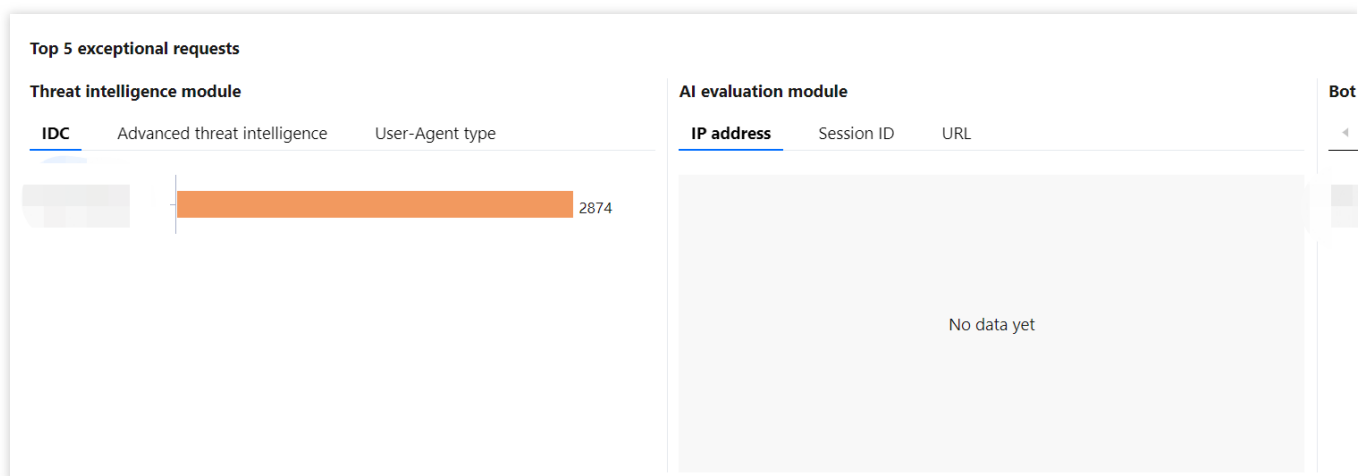 Top 5 exceptional requests
Threat intelligence module
IDC Advanced threat intelligence User-Agent type
2874
AI evaluation module
IP address Session ID URL
No data yet
Bot